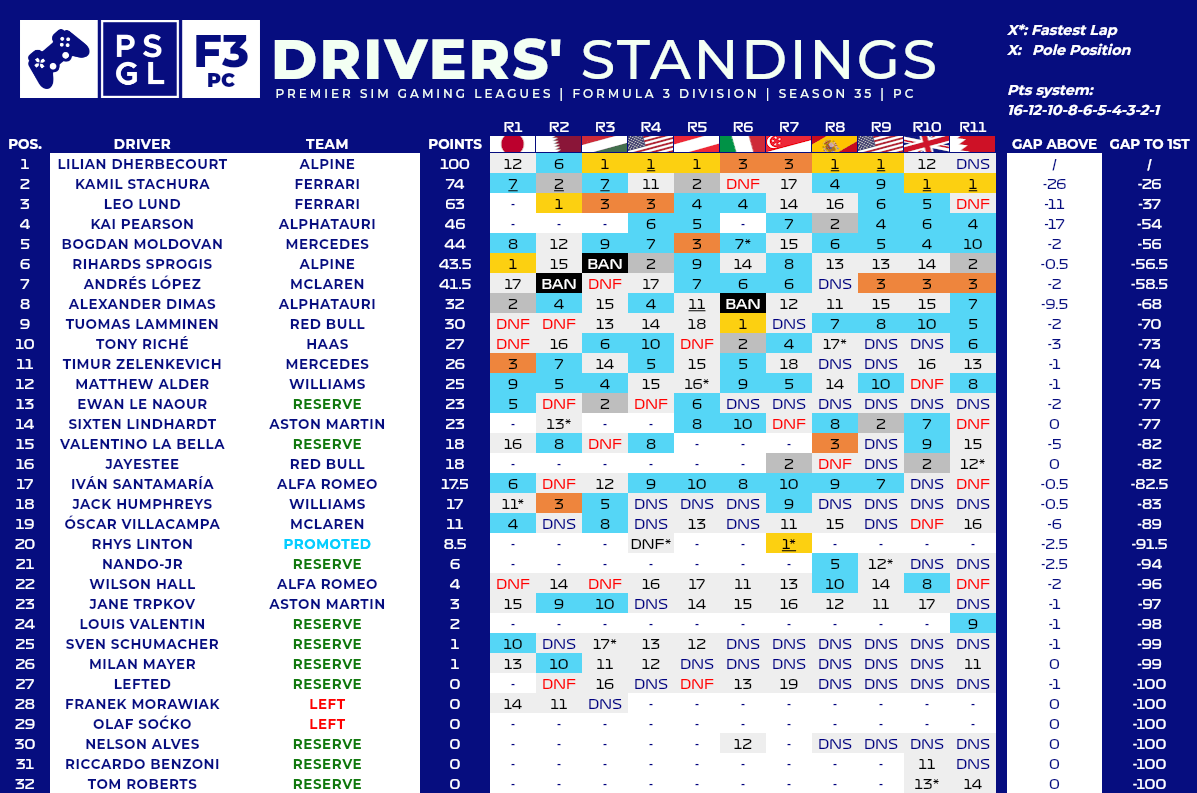 PS
GL
F3
PC
DRIVERS' STANDINGS
PREMIER SIM GAMING LEAGUES | FORMULA 3 DIVISION | SEASON 35 | PC
X*: Fastest Lap
X: Pole Position
Pts system:
16-12-10-8-6-5-4-3-2-1
POS. DRIVER TEAM POINTS R1 R2 R3 R4 R5 R6 R7 R8 R9 R10 R11 GAP ABOVE GAP TO 1ST
1 LILIAN DHERBECOURT ALPINE 100 12 6 1 1 1 3 3 1 1 12 DNS / /
2 KAMIL STACHURA FERRARI 74 7 2 7 11 2 DNF 17 4 9 1 1 -26 -26
3 LEO LUND FERRARI 63 - 1 3 3 4 4 14 16 6 5 DNF -11 -37
4 KAI PEARSON ALPHATAURI 46 - - - 6 5 - 7 2 4 6 4 -17 -54
5 BOGDAN MOLDOVAN MERCEDES 44 8 12 9 7 3 7* 15 6 5 4 10 -2 -56
6 RIHARDS SPROGIS ALPINE 43.5 1 15 BAN 2 9 14 8 13 13 14 2 -0.5 -56.5
7 ANDRÉS LÓPEZ MCLAREN 41.5 17 BAN DNF 17 7 6 6 DNS 3 3 3 -2 -58.5
8 ALEXANDER DIMAS ALPHATAURI 32 2 4 15 4 11 BAN 12 11 15 15 7 -9.5 -68
9 TUOMAS LAMMINEN RED BULL 30 DNF DNF 13 14 18 1 DNS 7 8 10 5 -2 -70
10 TONY RICHÉ HAAS 27 DNF 16 6 10 DNF 2 4 17* DNS DNS 6 -3 -73
11 TIMUR ZELENKEVICH MERCEDES 26 3 7 14 5 15 5 18 DNS DNS 16 13 -1 -74
12 MATTHEW ALDER WILLIAMS 25 9 5 4 15 16* 9 5 14 10 DNF 8 -1 -75
13 EWAN LE NAOUR RESERVE 23 5 DNF 2 DNF 6 DNS DNS DNS DNS DNS DNS -2 -77
14 SIXTEN LINDHARDT ASTON MARTIN 23 - 13* - - 8 10 DNF 8 2 7 DNF 0 -77
15 VALENTINO LA BELLA RESERVE 18 16 8 DNF 8 - - - 3 DNS 9 15 -5 -82
16 JAYESTEE RED BULL 18 - - - - - - 2 DNF DNS 2 12* 0 -82
17 IVÁN SANTAMARÍA ALFA ROMEO 17.5 6 DNF 12 9 10 8 10 9 7 DNS DNF -0.5 -82.5
18 JACK HUMPHREYS WILLIAMS 17 11* 3 5 DNS DNS DNS 9 DNS DNS DNS DNS -0.5 -83
19 ÓSCAR VILLACAMPA MCLAREN 11 4 DNS 8 DNS 13 DNS 11 15 DNS DNF 16 -6 -89
20 RHYS LINTON PROMOTED 8.5 - - - DNF* - - 1* - - - - -2.5 -91.5
21 NANDO-JR RESERVE 6 - - - - - - - 5 12* DNS DNS -2.5 -94
22 WILSON HALL ALFA ROMEO 4 DNF 14 DNF 16 17 11 13 10 14 8 DNF -2 -96
23 JANE TRPKOV ASTON MARTIN 3 15 9 10 DNS 14 15 16 12 11 17 DNS -1 -97
24 LOUIS VALENTIN RESERVE 2 - - - - - - - - - - 9 -1 -98
25 SVEN SCHUMACHER RESERVE 1 10 DNS 17* 13 12 DNS DNS DNS DNS DNS DNS -1 -99
26 MILAN MAYER RESERVE 1 13 10 11 12 DNS DNS DNS DNS DNS DNS 11 0 -99
27 LEFTED RESERVE 0 - DNF 16 DNS DNF 13 19 DNS DNS DNS DNS -1 -100
28 FRANEK MORAWIAK LEFT 0 14 11 DNS - - - - - - - - 0 -100
29 OLAF SOĆKO LEFT 0 - - - - - - - - - - - 0 -100
30 NELSON ALVES RESERVE 0 - - - - - 12 - DNS DNS DNS DNS 0 -100
31 RICCARDO BENZONI RESERVE 0 - - - - - - - - - 11 DNS 0 -100
32 TOM ROBERTS RESERVE 0 - - - - - - - - - 13* 14 0 -100